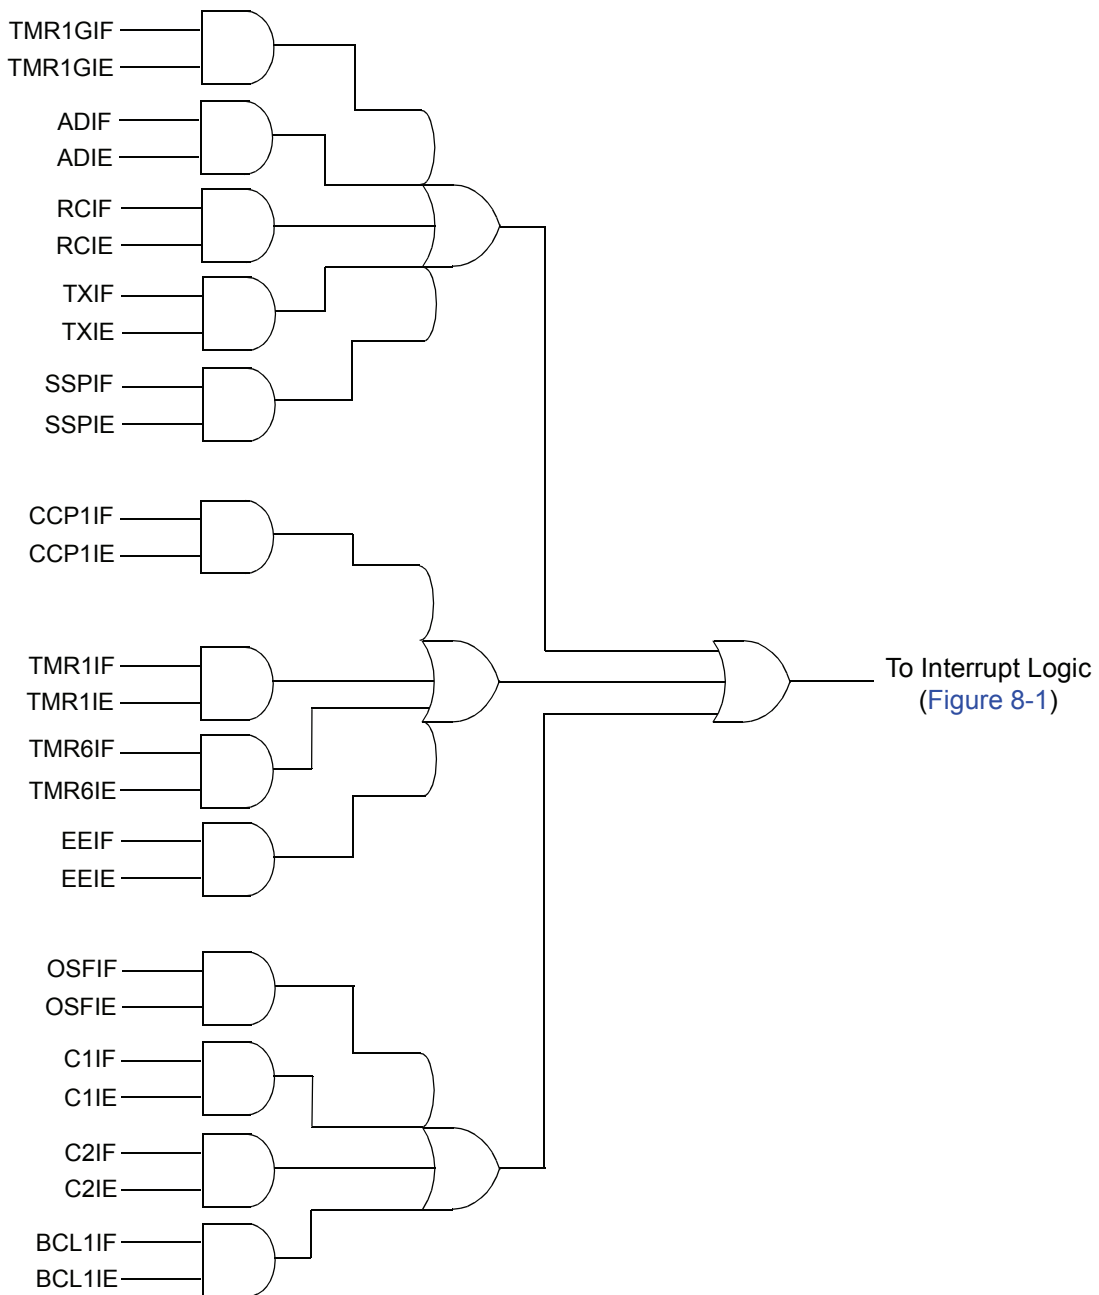 TMR1GIF
TMR1GIE
ADIF
ADIE
RCIF
RCIE
TXIF
TXIE
SSPIF
SSPIE
CCP1IF
CCP1IE
TMR1IF
TMR1IE
TMR6IF
TMR6IE
EEIF
EEIE
OSFIF
OSFIE
C1IF
C1IE
C2IF
C2IE
BCL1IF
BCL1IE
To Interrupt Logic
(Figure 8-1)